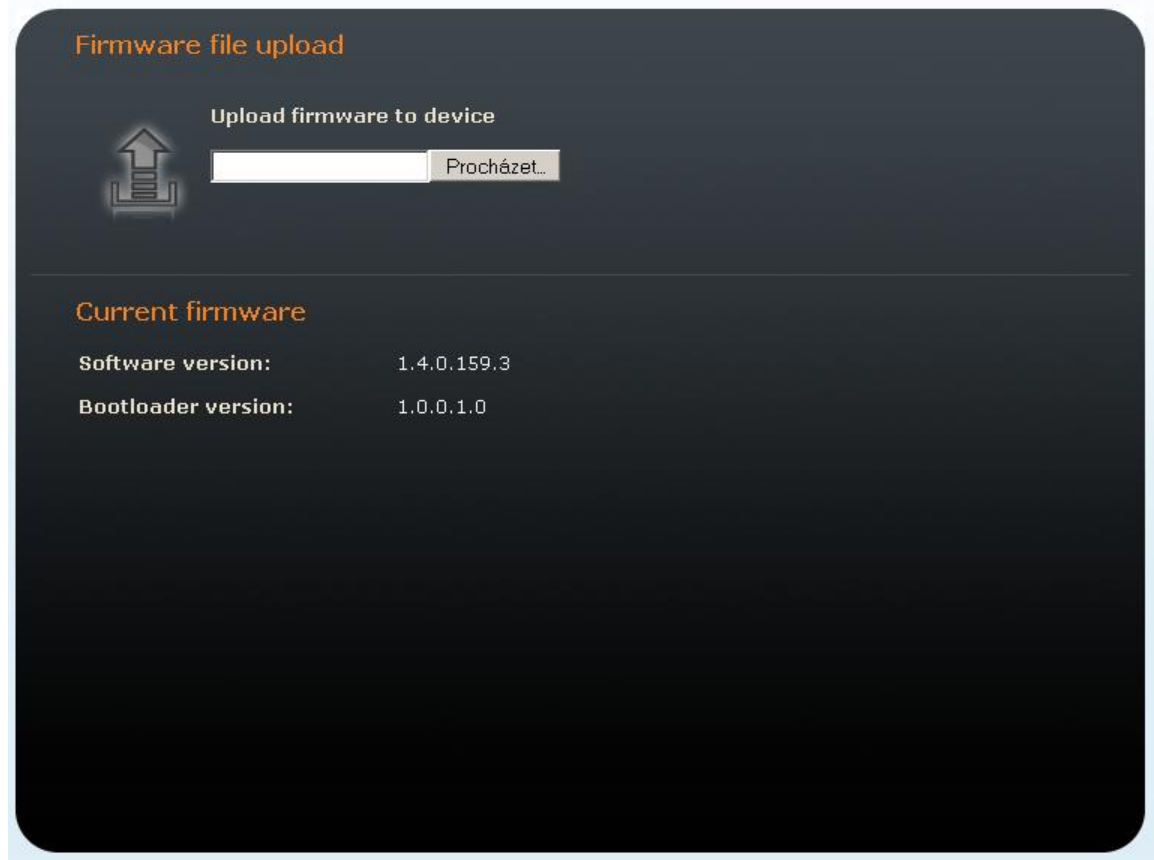 Firmware file upload
Upload firmware to device
Procházet...
Current firmware
Software version: 1.4.0.159.3
Bootloader version: 1.0.0.1.0